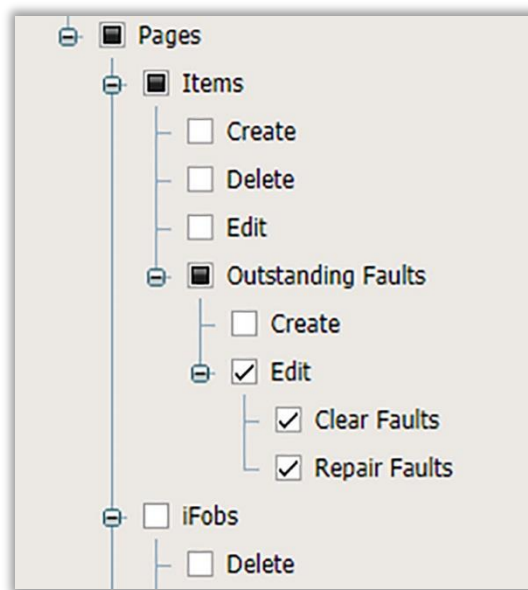 Pages
Items
Create
Delete
Edit
Outstanding Faults
Create
Edit
Clear Faults
Repair Faults
iFobs
Delete